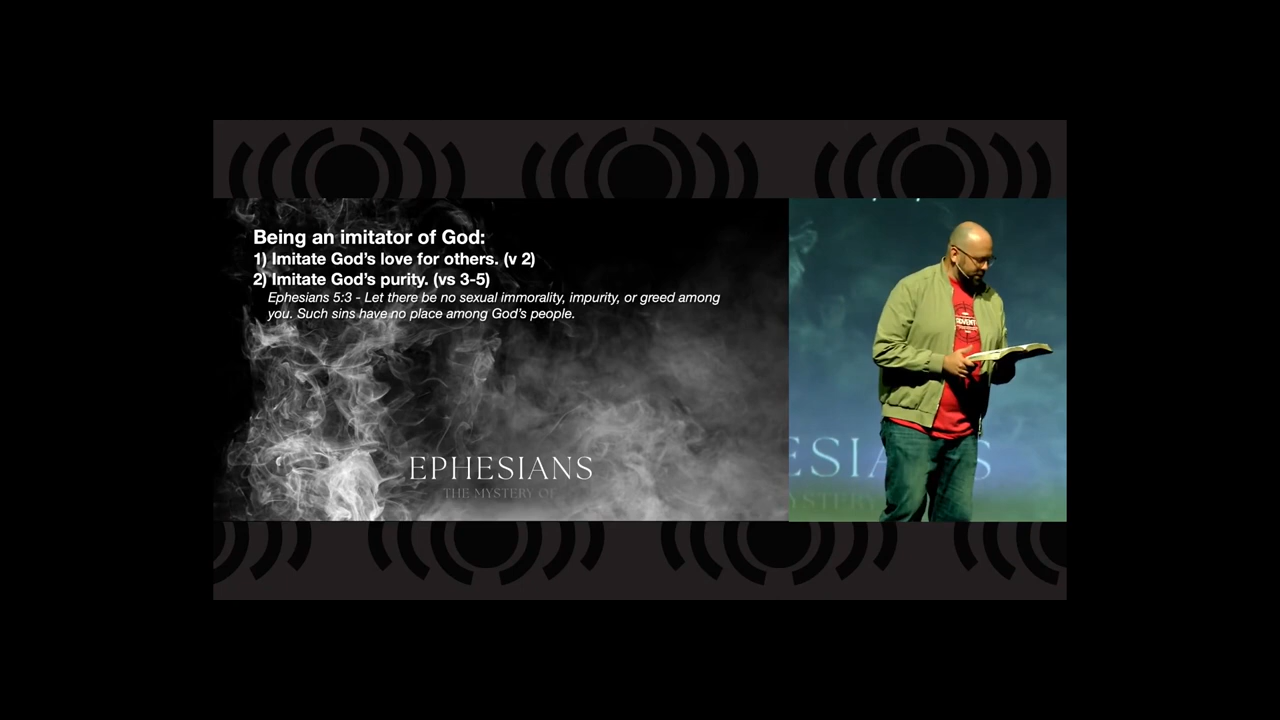 Being an imitator of God:
1) Imitate God's love for others. (v 2)
2) Imitate God's purity. (vs 3-5)
Ephesians 5:3 - Let there be no sexual immorality, impurity, or greed among
you. Such sins have no place among God's people.
EPHESIANS
THE MYSTERY OF
ESIA S
YSTERY